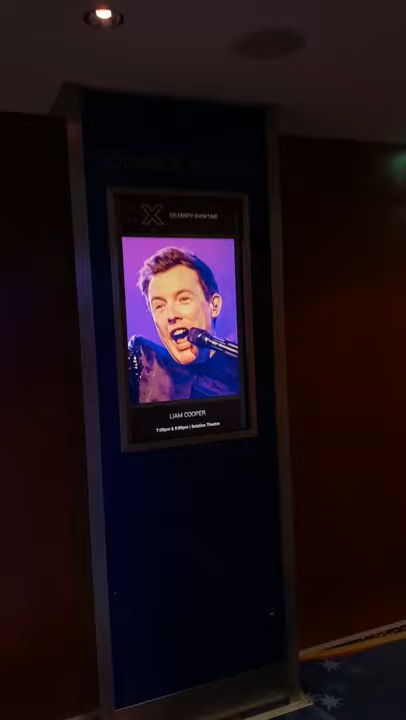 X CELEBRITY SHOWTIME
LIAM COOPER
7:00pm & 9:00pm | Solstice Theatre